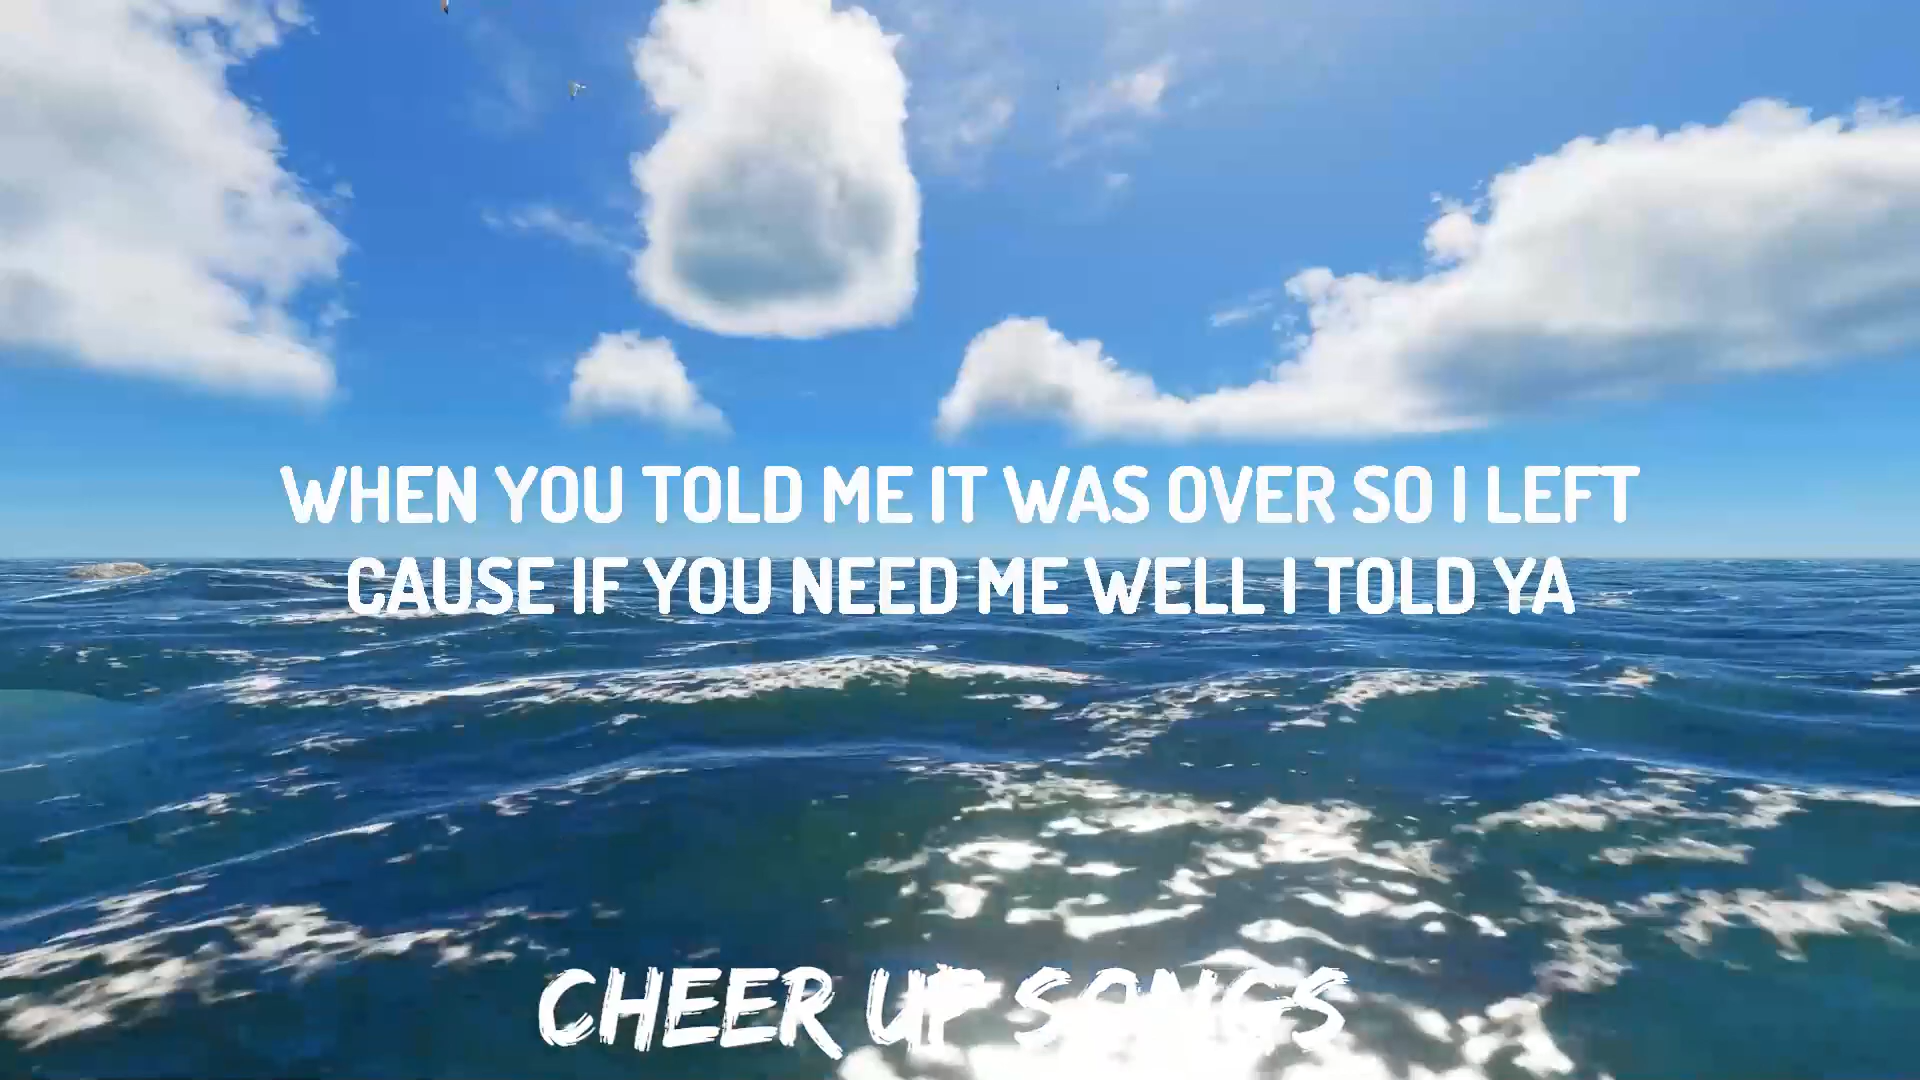 WHEN YOU TOLD ME IT WAS OVER SO I LEFT
CAUSE IF YOU NEED ME WELL I TOLD YA
CHEER UP SONGS